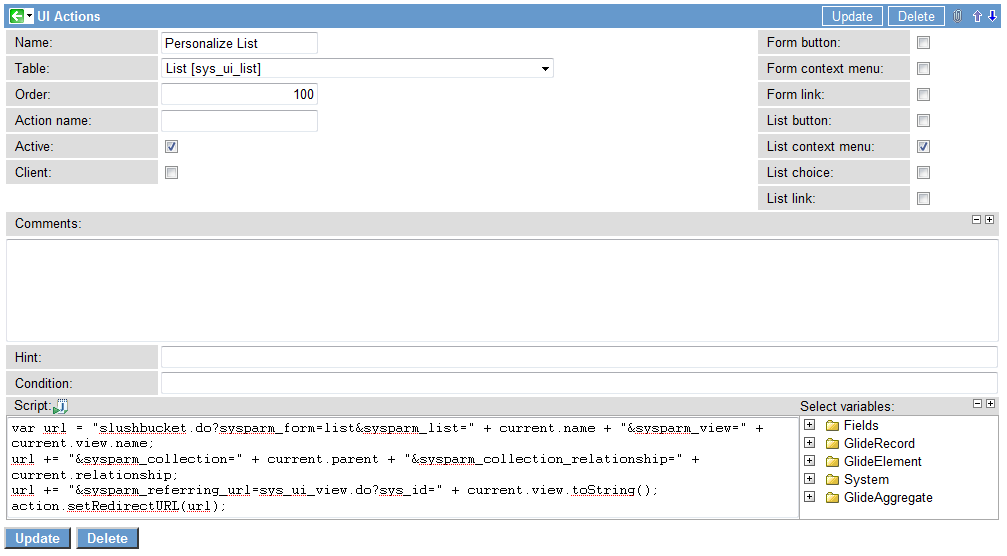 UI Actions
Update Delete
Name: Personalize List
Form button:
Table: List [sys_ui_list]
Form context menu:
Order: 100
Form link:
Action name:
List button:
Active:
List context menu:
Client:
List choice:
List link:
Comments:
Hint:
Condition:
Script:
Select variables:
var url = "slushbucket.do?sysparm_form=list&sysparm_list=" + current.name + "&sysparm_view=" +
current.view.name;
url += "&sysparm_collection=" + current.parent + "&sysparm_collection_relationship=" +
current.relationship;
url += "&sysparm_referring_url=sys_ui_view.do?sys_id=" + current.view.toString();
action.setRedirectURL(url);
Fields
GlideRecord
GlideElement
System
GlideAggregate
Update Delete